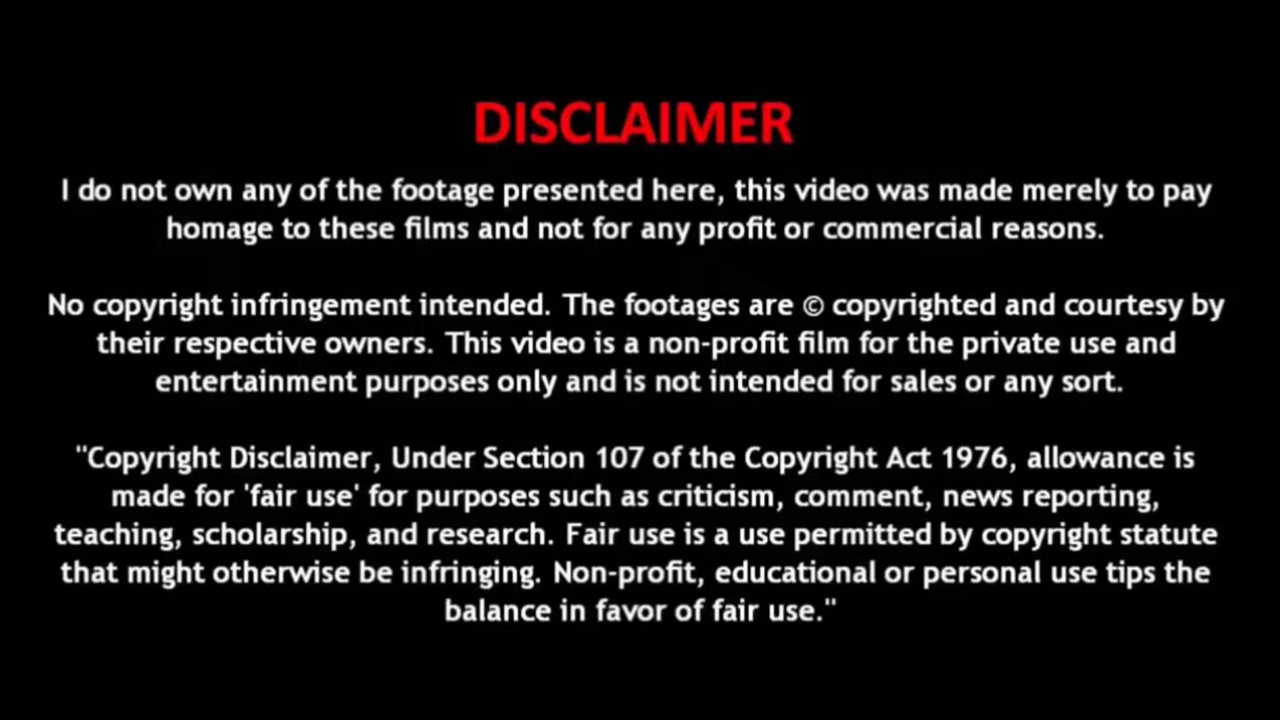 DISCLAIMER
I do not own any of the footage presented here, this video was made merely to pay
homage to these films and not for any profit or commercial reasons.
No copyright infringement intended. The footages are © copyrighted and courtesy by
their respective owners. This video is a non-profit film for the private use and
entertainment purposes only and is not intended for sales or any sort.
"Copyright Disclaimer, Under Section 107 of the Copyright Act 1976, allowance is
made for 'fair use' for purposes such as criticism, comment, news reporting,
teaching, scholarship, and research. Fair use is a use permitted by copyright statute
that might otherwise be infringing. Non-profit, educational or personal use tips the
balance in favor of fair use."